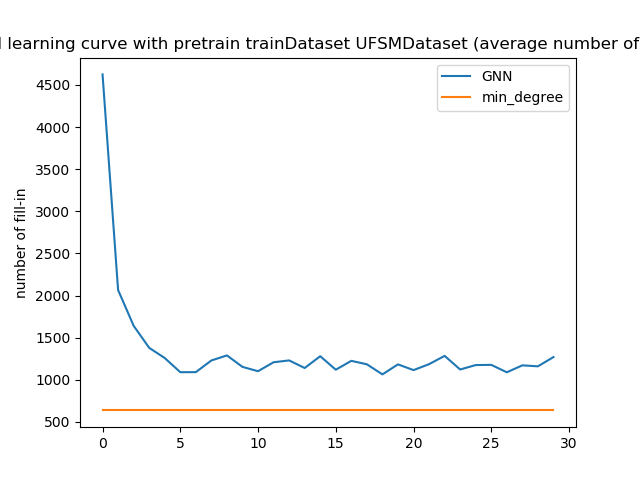 learning curve with pretrain trainDataset UFSMDataset (average number of
GNN
min_degree
number of fill-in
4500
4000
3500
3000
2500
2000
1500
1000
500
0 5 10 15 20 25 30